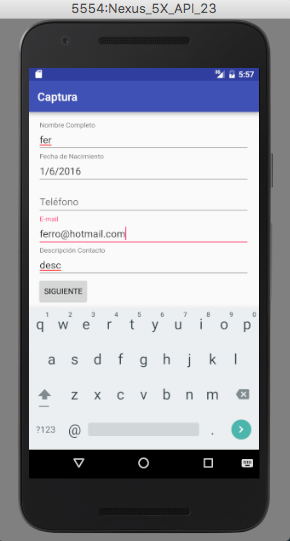 5554:Nexus_5X_API_23
5:57
Captura
Nombre Completo
fer
Fecha de Nacimiento
1/6/2016
Teléfono
E-mail
ferro@hotmail.com
Descripción Contacto
desc
SIGUIENTE
1 2 3 4 5 6 7 8 9 0
q w e r t y u i o p
a s d f g h j k l
z x c v b n m
?123 @ .